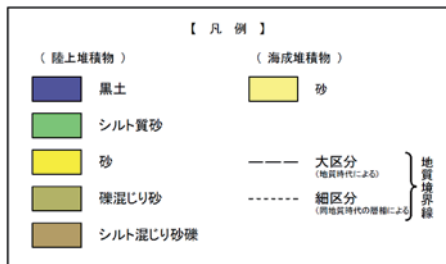 【 凡 例 】
( 陸上堆積物 )
黒土
シルト質砂
砂
礫混じり砂
シルト混じり砂礫
( 海成堆積物 )
砂
大区分
(地質時代による)
細区分
(同地質時代の層相による
地質境界線